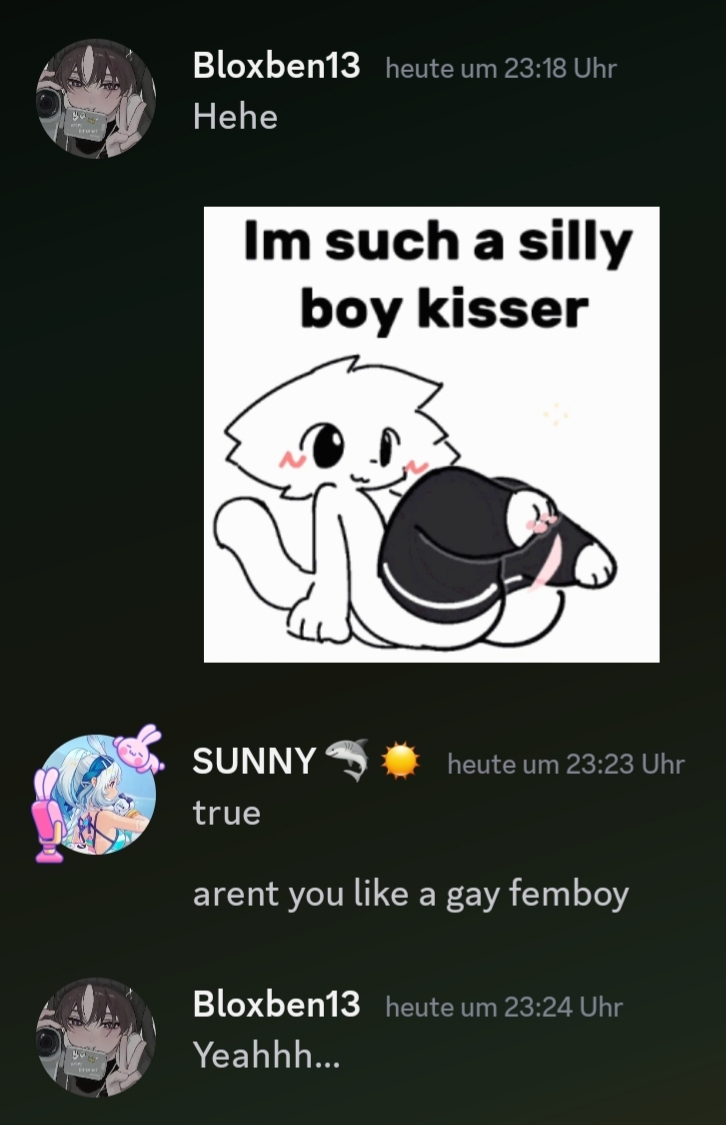 Bloxben13 heute um 23:18 Uhr
Hehe
Im such a silly
boy kisser
SUNNY🦈☀️ heute um 23:23 Uhr
true
arent you like a gay femboy
Bloxben13 heute um 23:24 Uhr
Yeahhh...